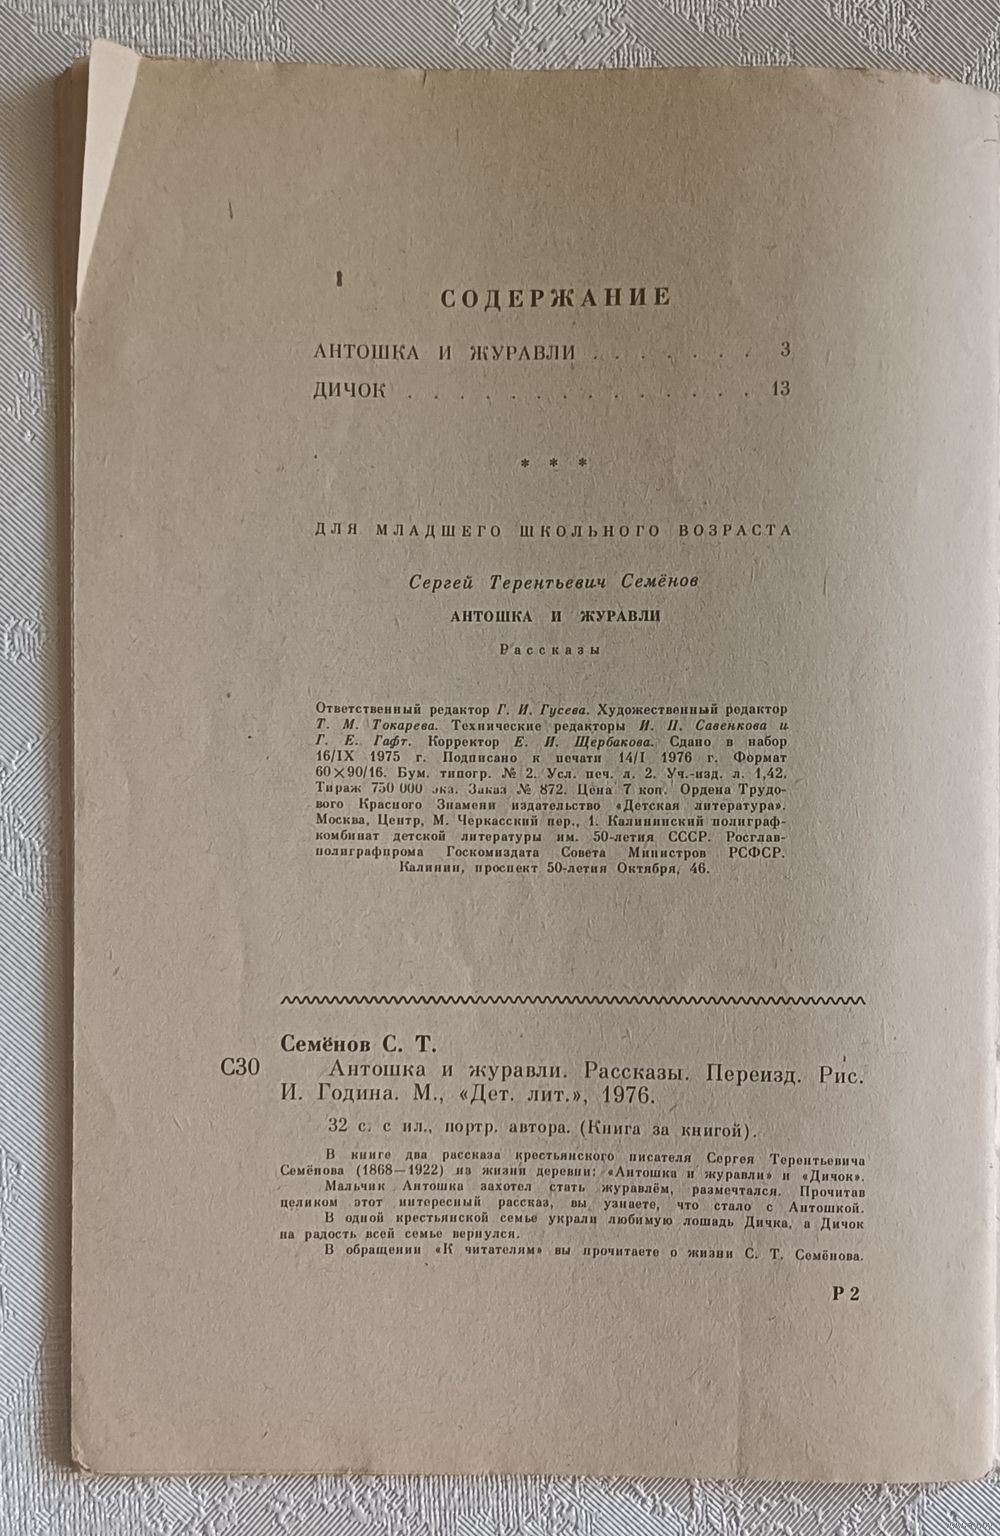 СОДЕРЖАНИЕ
АНТОШКА И ЖУРАВЛИ . . . . . . . 3
ДИЧОК . . . . . . . . . . . . . . 13
* * *
ДЛЯ МЛАДШЕГО ШКОЛЬНОГО ВОЗРАСТА
Сергей Терентьевич Семёнов
АНТОШКА И ЖУРАВЛИ
Рассказы
Ответственный редактор Г. И. Гусева. Художественный редактор
Т. М. Токарева. Технические редакторы И. П. Савенкова и
Г. Е. Гафт. Корректор Е. И. Щербакова. Сдано в набор
16/IX 1975 г. Подписано к печати 14/I 1976 г. Формат
60×90/16. Бум. типогр. № 2. Усл. печ. л. 2. Уч.-изд. л. 1,42.
Тираж 750 000 экз. Заказ № 872. Цена 7 коп. Ордена Трудо-
вого Красного Знамени издательство «Детская литература».
Москва, Центр, М. Черкасский пер., 1. Калининский полиграф-
комбинат детской литературы им. 50-летия СССР. Росглав-
полиграфпрома Госкомиздата Совета Министров РСФСР.
Калинин, проспект 50-летия Октября, 46.
Семёнов С. Т.
С30 Антошка и журавли. Рассказы. Переизд. Рис.
И. Година. М., «Дет. лит.», 1976.
32 с. с ил., портр. автора. (Книга за книгой).
В книге два рассказа крестьянского писателя Сергея Терентьевича
Семёнова (1868—1922) из жизни деревни: «Антошка и журавли» и «Дичок».
Мальчик Антошка захотел стать журавлём, размечтался. Прочитав
целиком этот интересный рассказ, вы узнаете, что стало с Антошкой.
В одной крестьянской семье украли любимую лошадь Дичка, а Дичок
на радость всей семье вернулся.
В обращении «К читателям» вы прочитаете о жизни С. Т. Семёнова.
Р 2